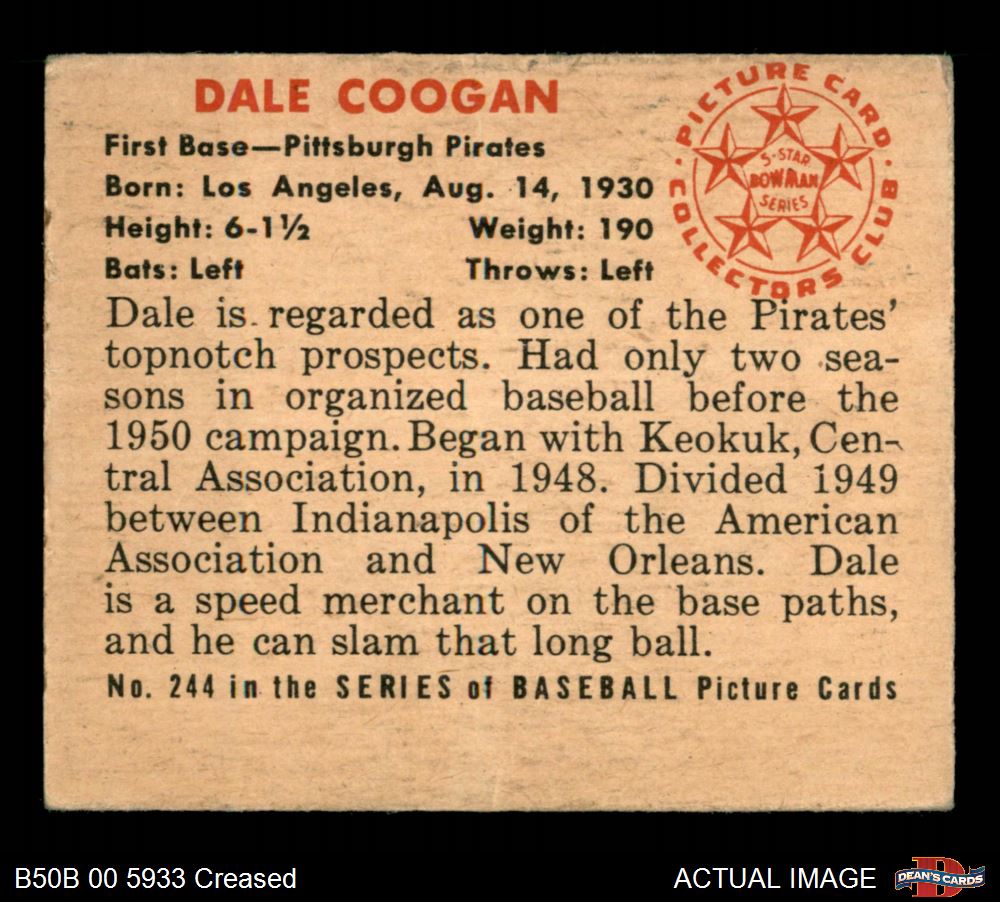 DALE COOGAN
First Base—Pittsburgh Pirates
Born: Los Angeles, Aug. 14, 1930
Height: 6-1½ Weight: 190
Bats: Left Throws: Left
PICTURE CARD
COLLECTORS CLUB
5-STAR
BOWMAN
SERIES
Dale is regarded as one of the Pirates'
topnotch prospects. Had only two sea-
sons in organized baseball before the
1950 campaign. Began with Keokuk, Cen-
tral Association, in 1948. Divided 1949
between Indianapolis of the American
Association and New Orleans. Dale
is a speed merchant on the base paths,
and he can slam that long ball.
No. 244 in the SERIES of BASEBALL Picture Cards
B50B 00 5933 Creased
ACTUAL IMAGE
D
DEAN'S CARDS